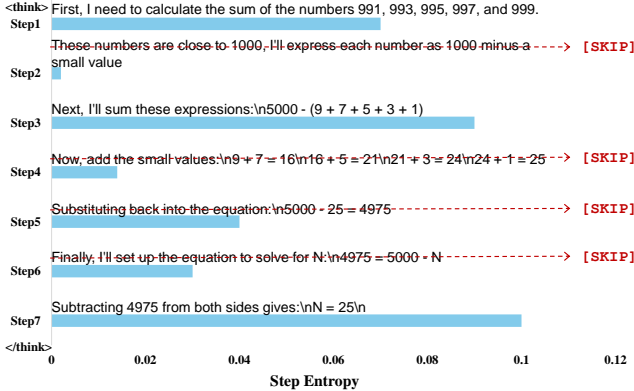 <think> First, I need to calculate the sum of the numbers 991, 993, 995, 997, and 999.
Step1
These numbers are close to 1000, I'll express each number as 1000 minus a
small value
[SKIP]
Step2
Next, I'll sum these expressions:\n5000 - (9 + 7 + 5 + 3 + 1)
Step3
Now, add the small values:\n9 + 7 = 16\n16 + 5 = 21\n21 + 3 = 24\n24 + 1 = 25
[SKIP]
Step4
Substituting back into the equation:\n5000 - 25 = 4975
[SKIP]
Step5
Finally, I'll set up the equation to solve for N:\n4975 = 5000 - N
[SKIP]
Step6
Subtracting 4975 from both sides gives:\nN = 25\n
Step7
</think>
0 0.02 0.04 0.06 0.08 0.1 0.12
Step Entropy